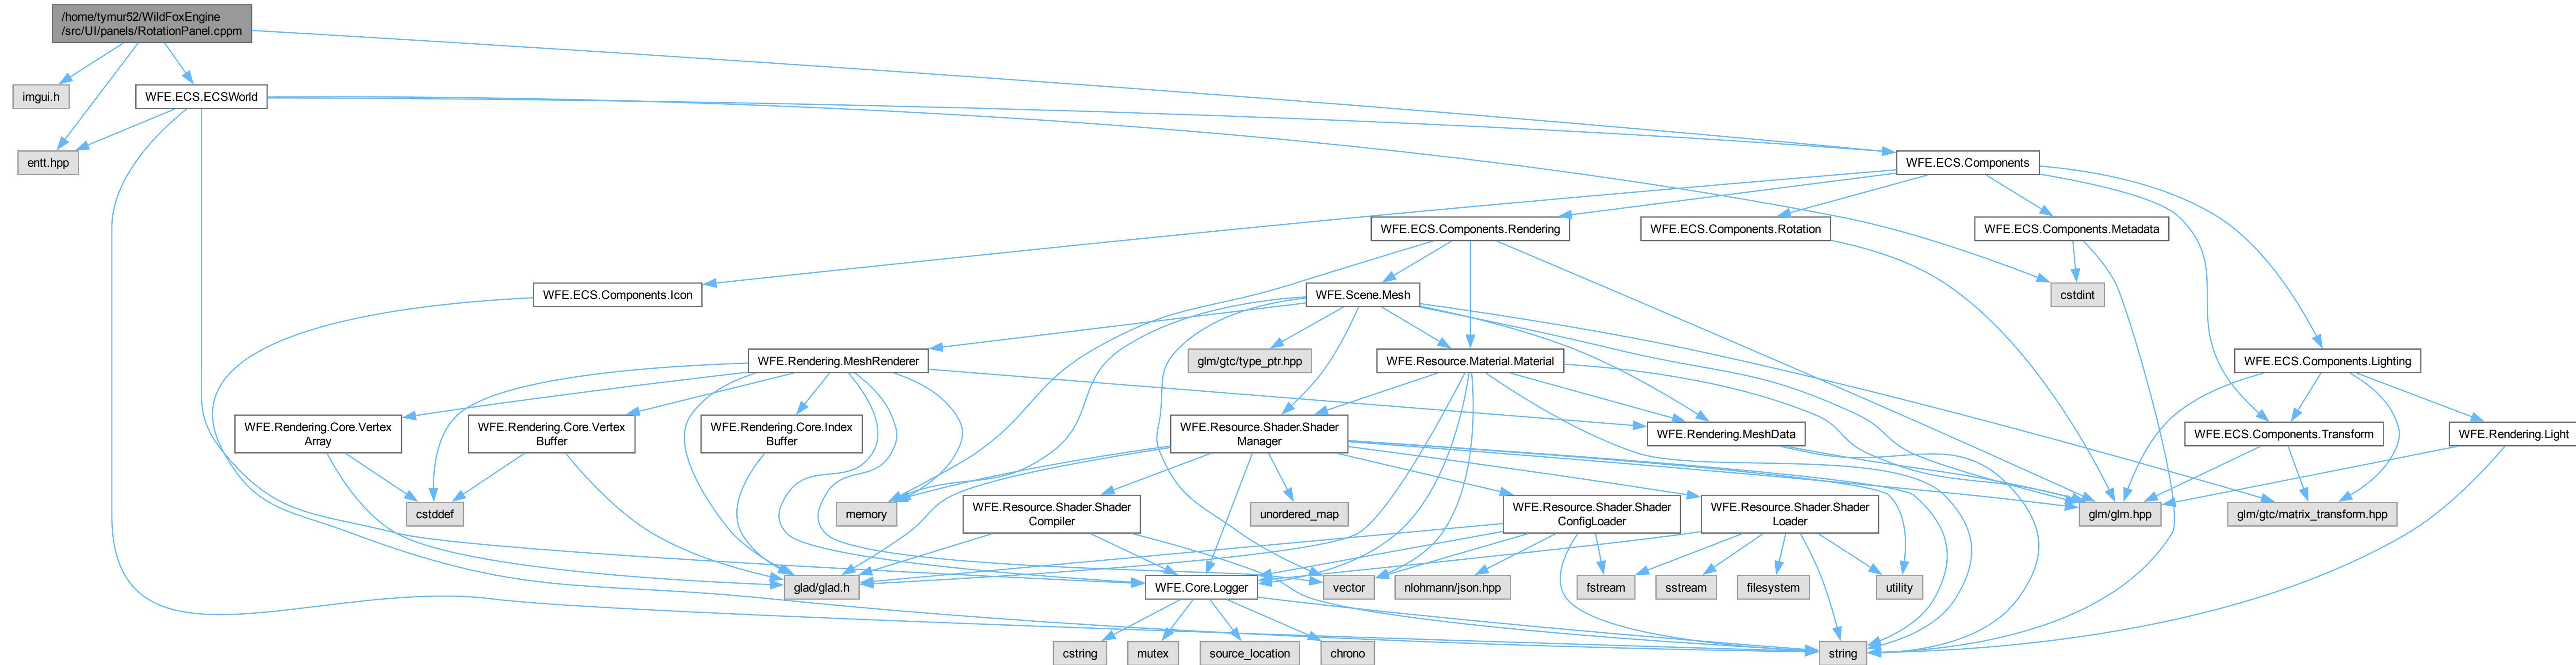 /home/tymur52/WildFoxEngine
/src/UI/panels/RotationPanel.cppm
imgui.h
WFE.ECS.ECSWorld
entt.hpp
WFE.ECS.Components
WFE.ECS.Components.Rendering
WFE.ECS.Components.Rotation
WFE.ECS.Components.Metadata
WFE.ECS.Components.Icon
WFE.Scene.Mesh
cstdint
WFE.Rendering.MeshRenderer
glm/gtc/type_ptr.hpp
WFE.Resource.Material.Material
WFE.ECS.Components.Lighting
WFE.Rendering.Core.Vertex
Array
WFE.Rendering.Core.Vertex
Buffer
WFE.Rendering.Core.Index
Buffer
WFE.Resource.Shader.Shader
Manager
WFE.Rendering.MeshData
WFE.ECS.Components.Transform
WFE.Rendering.Light
cstddef
memory
WFE.Resource.Shader.Shader
Compiler
unordered_map
WFE.Resource.Shader.Shader
ConfigLoader
WFE.Resource.Shader.Shader
Loader
glm/glm.hpp
glm/gtc/matrix_transform.hpp
glad/glad.h
WFE.Core.Logger
vector
nlohmann/json.hpp
fstream
sstream
filesystem
utility
cstring
mutex
source_location
chrono
string